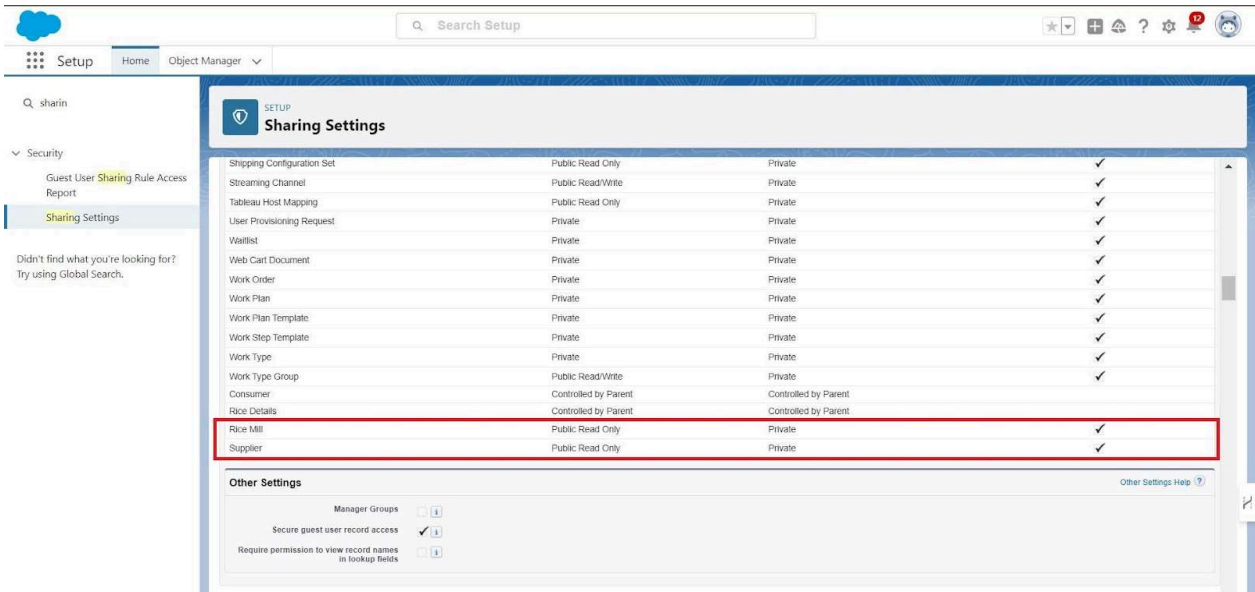 Search Setup
12
Setup
Home
Object Manager
sharin
Security
Guest User Sharing Rule Access
Report
Sharing Settings
Didn't find what you're looking for?
Try using Global Search.
SETUP
Sharing Settings
Shipping Configuration Set Public Read Only Private
Streaming Channel Public Read/Write Private
Tableau Host Mapping Public Read Only Private
User Provisioning Request Private Private
Waitlist Private Private
Web Cart Document Private Private
Work Order Private Private
Work Plan Private Private
Work Plan Template Private Private
Work Step Template Private Private
Work Type Private Private
Work Type Group Public Read/Write Private
Consumer Controlled by Parent Controlled by Parent
Rice Details Controlled by Parent Controlled by Parent
Rice Mill Public Read Only Private
Supplier Public Read Only Private
Other Settings
Other Settings Help ?
Manager Groups i
Secure guest user record access i
Require permission to view record names i
in lookup fields